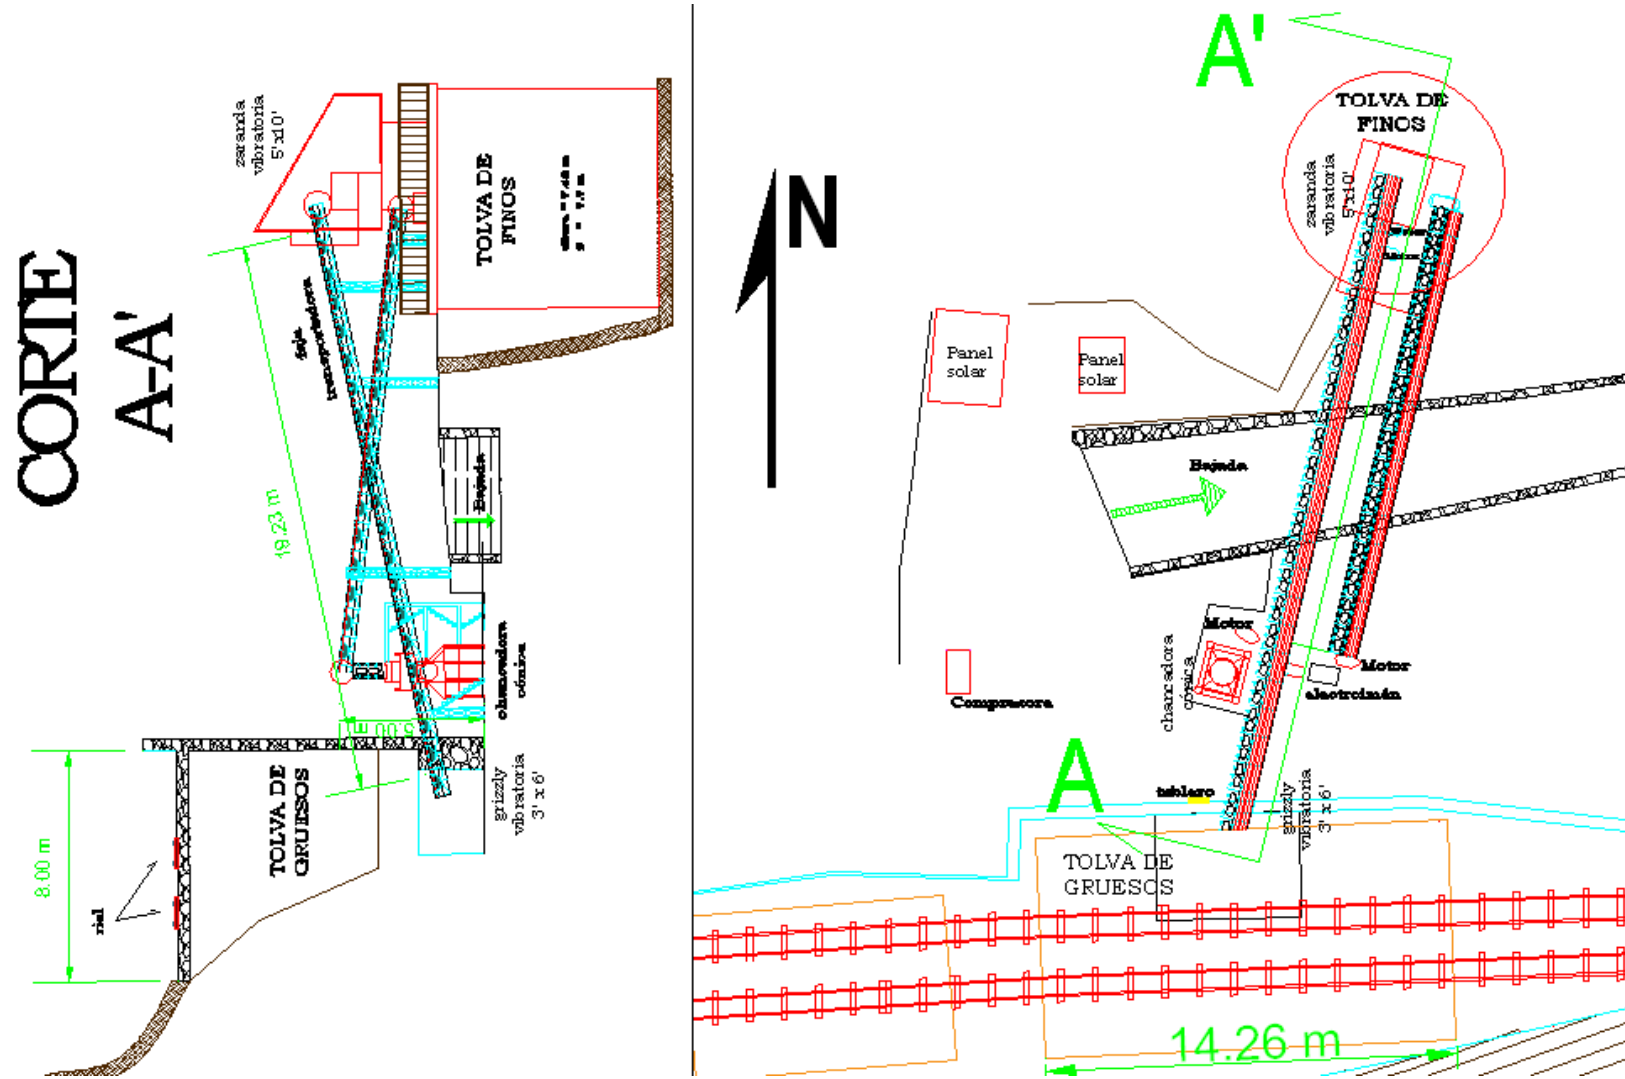 CORTE
A-A'
zaranda
vibratoria
5'x10'
TOLVA DE
FINOS
faja
transportadora
19.23 m
Bajada
chancadora
cónica
5.00 m
TOLVA DE
GRUESOS
grizzly
vibratoria
3' x 6'
8.00 m
riel
A'
TOLVA DE
FINOS
zaranda
vibratoria
5'x10'
N
Panel
solar
Panel
solar
Bajada
Motor
chancadora
cónica
Motor
electroimán
Compresora
A
tablero
grizzly
vibratoria
3' x 6'
TOLVA DE
GRUESOS
14.26 m